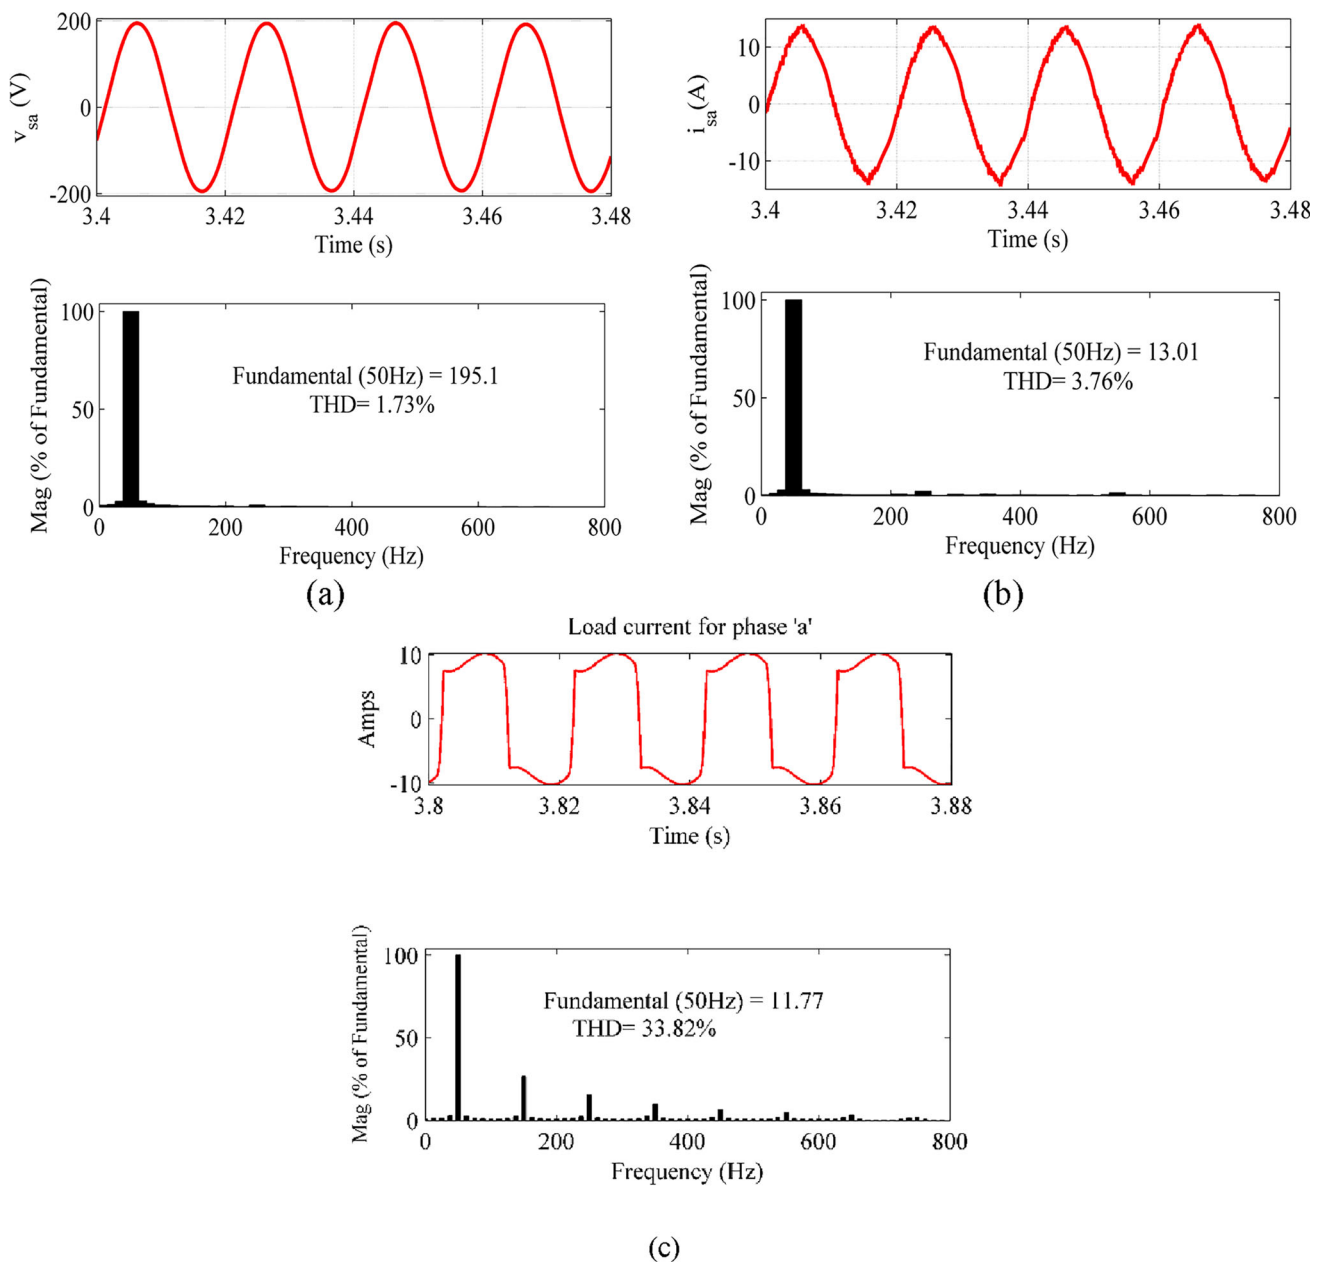 200
0
-200
v_sa (V)
3.4 3.42 3.44 3.46 3.48
Time (s)
10
0
-10
i_sa(A)
3.4 3.42 3.44 3.46 3.48
Time (s)
Mag (% of Fundamental)
100
50
0
Fundamental (50Hz) = 195.1
THD= 1.73%
0 200 400 600 800
Frequency (Hz)
(a)
Mag (% of Fundamental)
100
50
0
Fundamental (50Hz) = 13.01
THD= 3.76%
0 200 400 600 800
Frequency (Hz)
(b)
Load current for phase 'a'
Amps
10
0
-10
3.8 3.82 3.84 3.86 3.88
Time (s)
Mag (% of Fundamental)
100
50
0
Fundamental (50Hz) = 11.77
THD= 33.82%
0 200 400 600 800
Frequency (Hz)
(c)